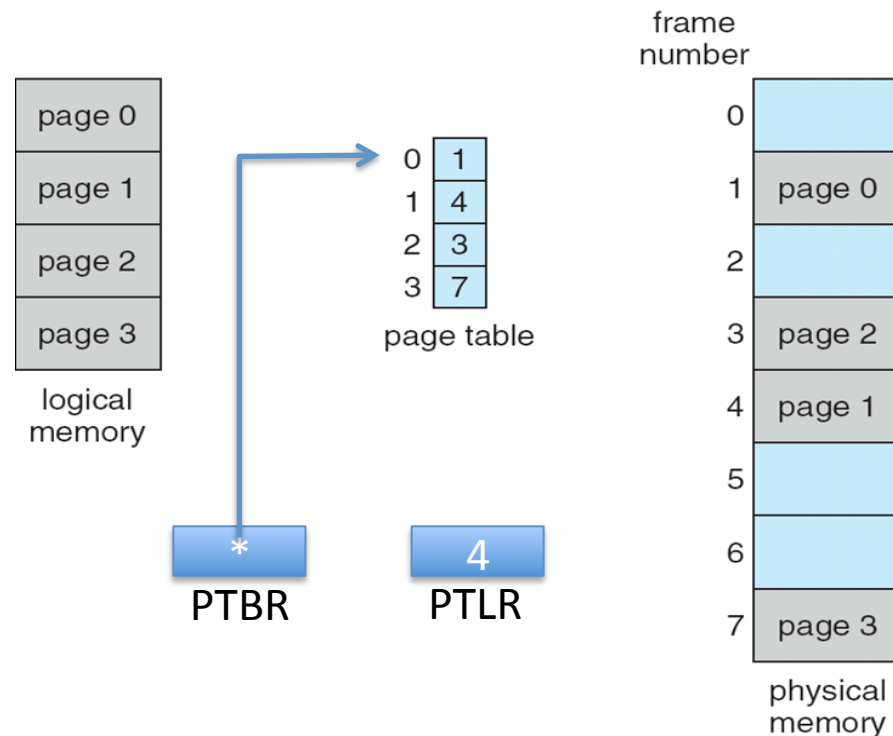 page 0
page 1
page 2
page 3
logical
memory
0 1
1 4
2 3
3 7
page table
*
PTBR
4
PTLR
frame
number
0
1 page 0
2
3 page 2
4 page 1
5
6
7 page 3
physical
memory